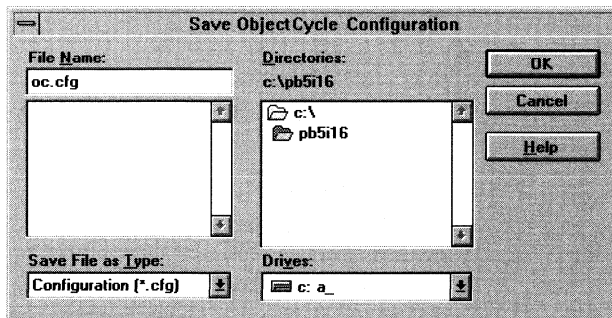 Save ObjectCycle Configuration
File Name:
oc.cfg
Directories:
c:\pb5i16
c:\
pb5i16
OK
Cancel
Help
Save File as Type:
Configuration (*.cfg)
Drives:
c: a_